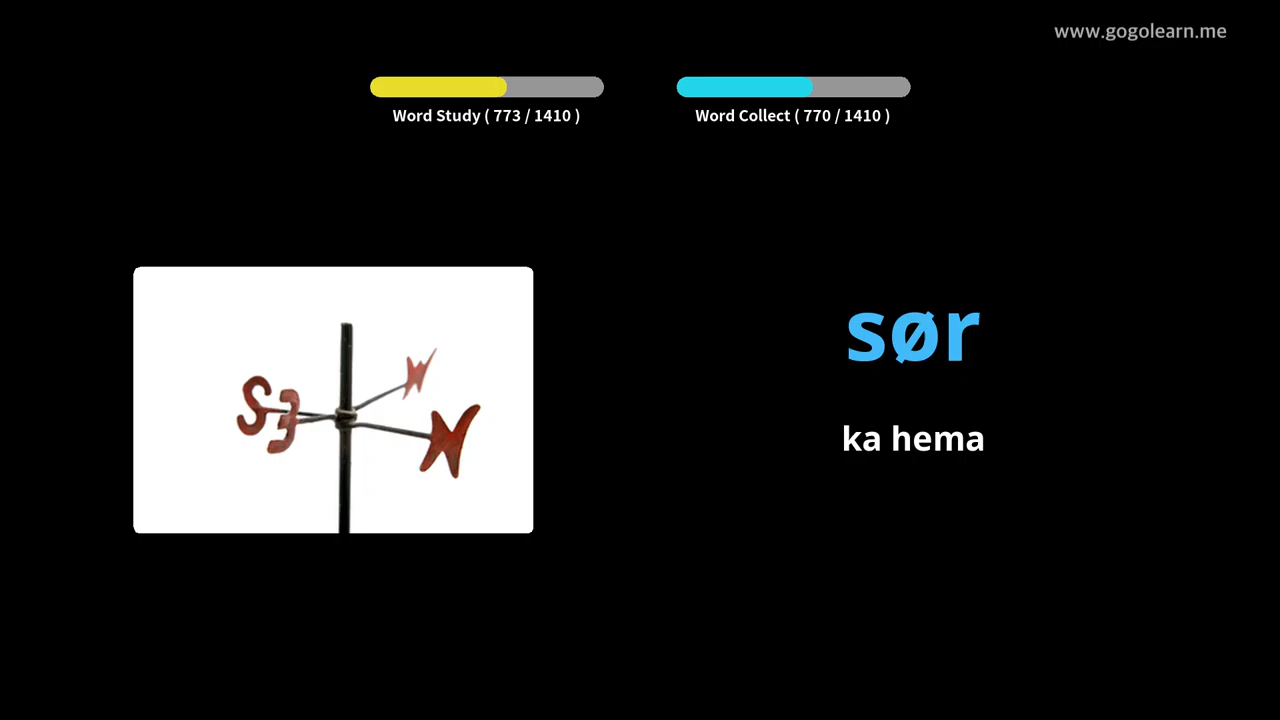 www.gogolearn.me
Word Study ( 773 / 1410 )
Word Collect ( 770 / 1410 )
S
E
N
sør
ka hema